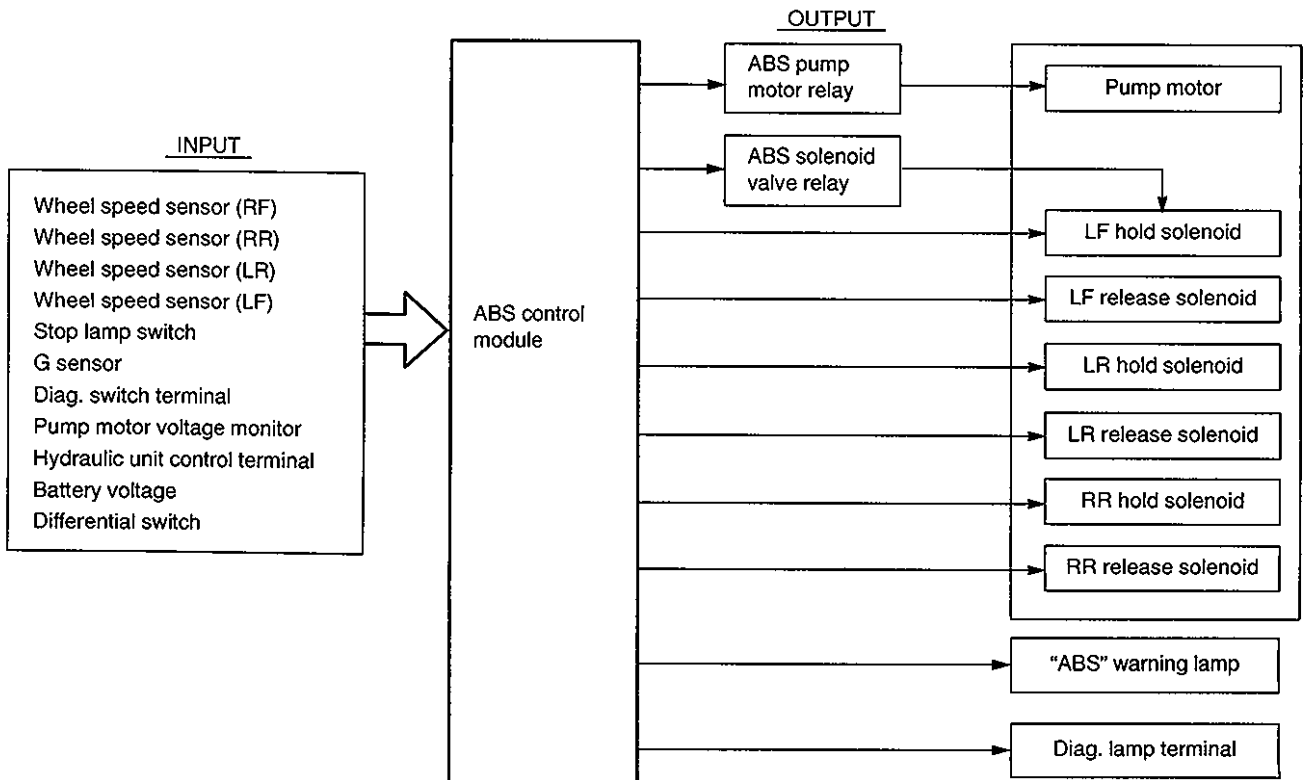 INPUT
Wheel speed sensor (RF)
Wheel speed sensor (RR)
Wheel speed sensor (LR)
Wheel speed sensor (LF)
Stop lamp switch
G sensor
Diag. switch terminal
Pump motor voltage monitor
Hydraulic unit control terminal
Battery voltage
Differential switch
ABS control
module
OUTPUT
ABS pump
motor relay
ABS solenoid
valve relay
Pump motor
LF hold solenoid
LF release solenoid
LR hold solenoid
LR release solenoid
RR hold solenoid
RR release solenoid
“ABS” warning lamp
Diag. lamp terminal